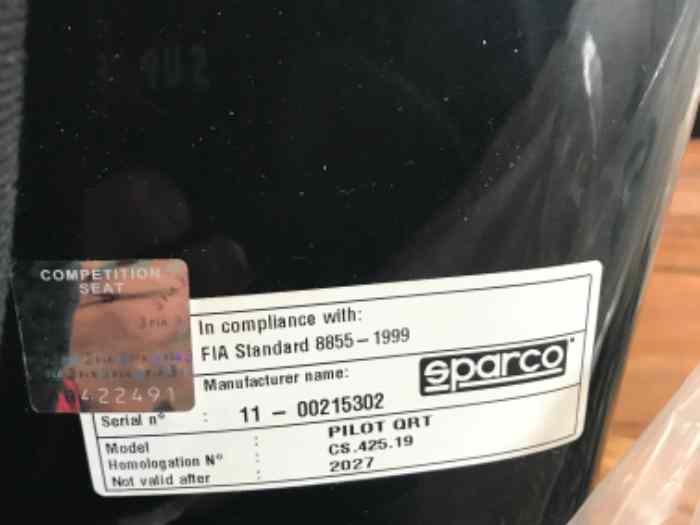 COMPETITION
SEAT
In compliance with:
FIA Standard 8855-1999
Manufacturer name: sparco
422491
Serial n° : 11 - 00215302
Model : PILOT QRT
Homologation N° : CS.425.19
Not valid after : 2027